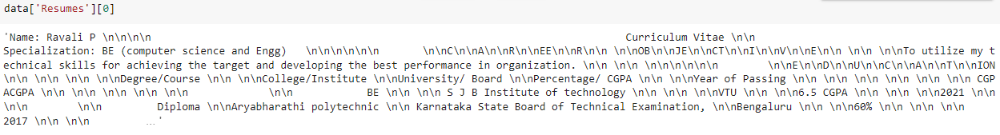 data['Resumes'][0]
'Name: Ravali P \n\n\n\n Curriculum Vitae \n\n
Specialization: BE (computer science and Engg) \n\n\n\n\n\n \n\nC\n\nA\n\nR\n\nEE\n\nR\n\n \n\nOB\n\nJE\n\nCT\n\nI\n\nV\n\nE\n\n \n\n \n\nTo utilize my t
echnical skills for achieving the target and developing the best performance in organization. \n\n \n\n \n\n\n\n\n\n \n\nE\n\nD\n\nU\n\nC\n\nA\n\nT\n\nION
\n\n \n\n \n\n \n\nDegree/Course \n\n \n\nCollege/Institute \n\nUniversity/ Board \n\nPercentage/ CGPA \n\n \n\nYear of Passing \n\n \n\n \n\n \n\n \n\n \n\n CGP
ACGPA \n\n \n\n \n\n \n\n \n\n \n\n BE \n\n \n\n S J B Institute of technology \n\n \n\n \n\n \n\nVTU \n\n \n\n6.5 CGPA \n\n \n\n \n\n2021 \n\n
\n\n \n\n Diploma \n\nAryabharathi polytechnic \n\n Karnataka State Board of Technical Examination, \n\nBengaluru \n\n \n\n60% \n\n \n\n \n\n
2017 \n\n \n\n ...'